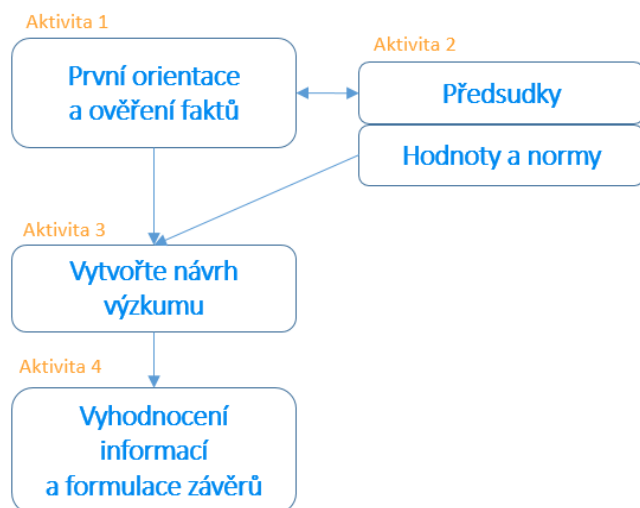 Aktivita 1
První orientace
a ověření faktů
Aktivita 2
Předsudky
Hodnoty a normy
Aktivita 3
Vytvořte návrh
výzkumu
Aktivita 4
Vyhodnocení
informací
a formulace závěrů